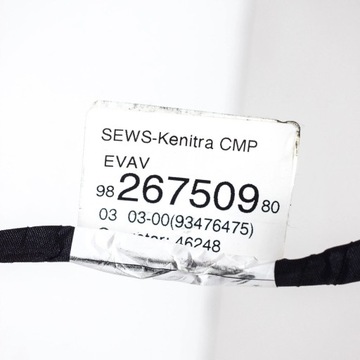 SEWS-Kenitra CMP
EVAV
98 267509 80
03 03-00(93476475)
46248